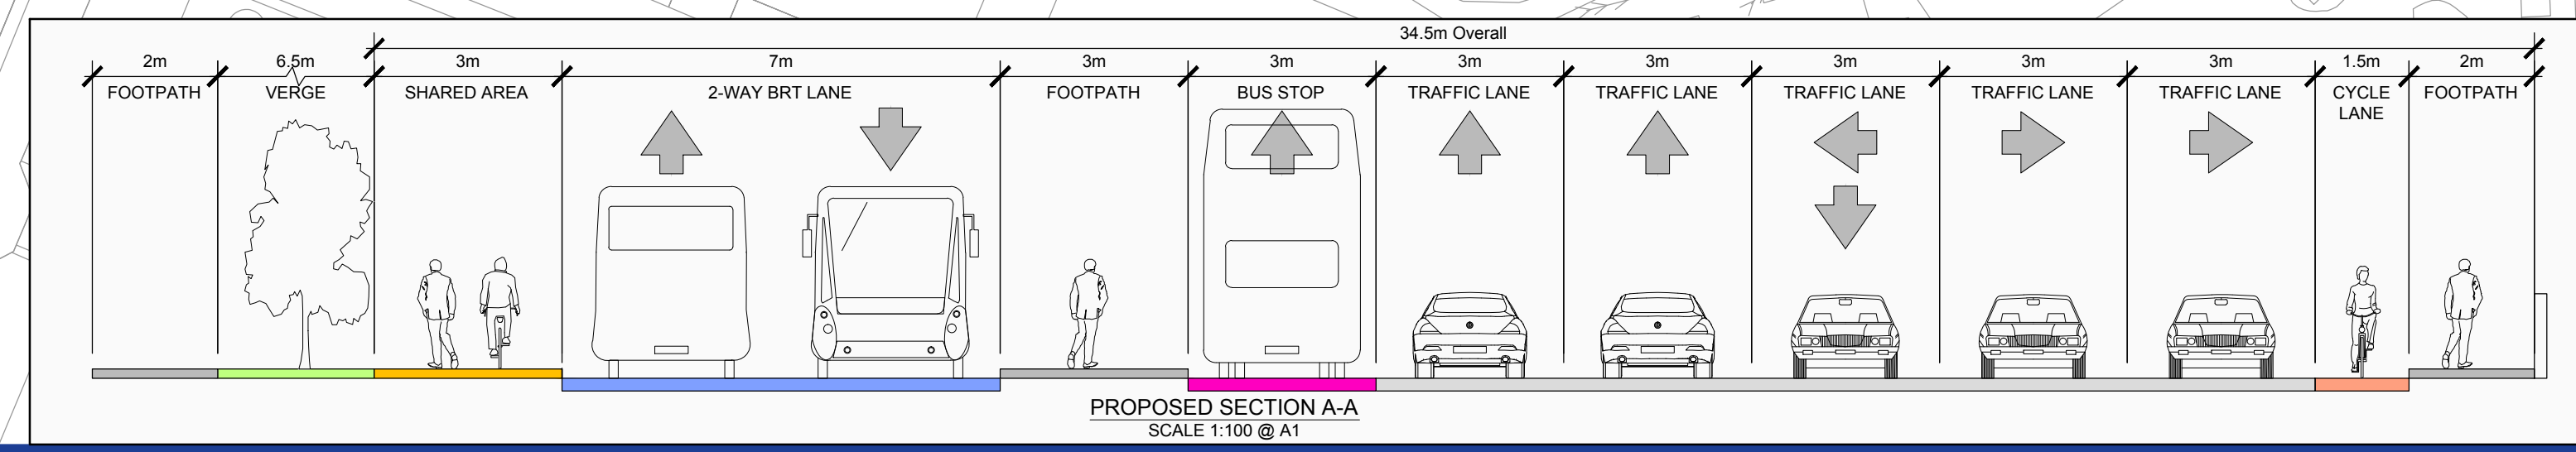 34.5m Overall
2m 6.5m 3m 7m 3m 3m 3m 3m 3m 3m 3m 1.5m 2m
FOOTPATH VERGE SHARED AREA 2-WAY BRT LANE FOOTPATH BUS STOP TRAFFIC LANE TRAFFIC LANE TRAFFIC LANE TRAFFIC LANE TRAFFIC LANE CYCLE FOOTPATH
LANE
PROPOSED SECTION A-A
SCALE 1:100 @ A1